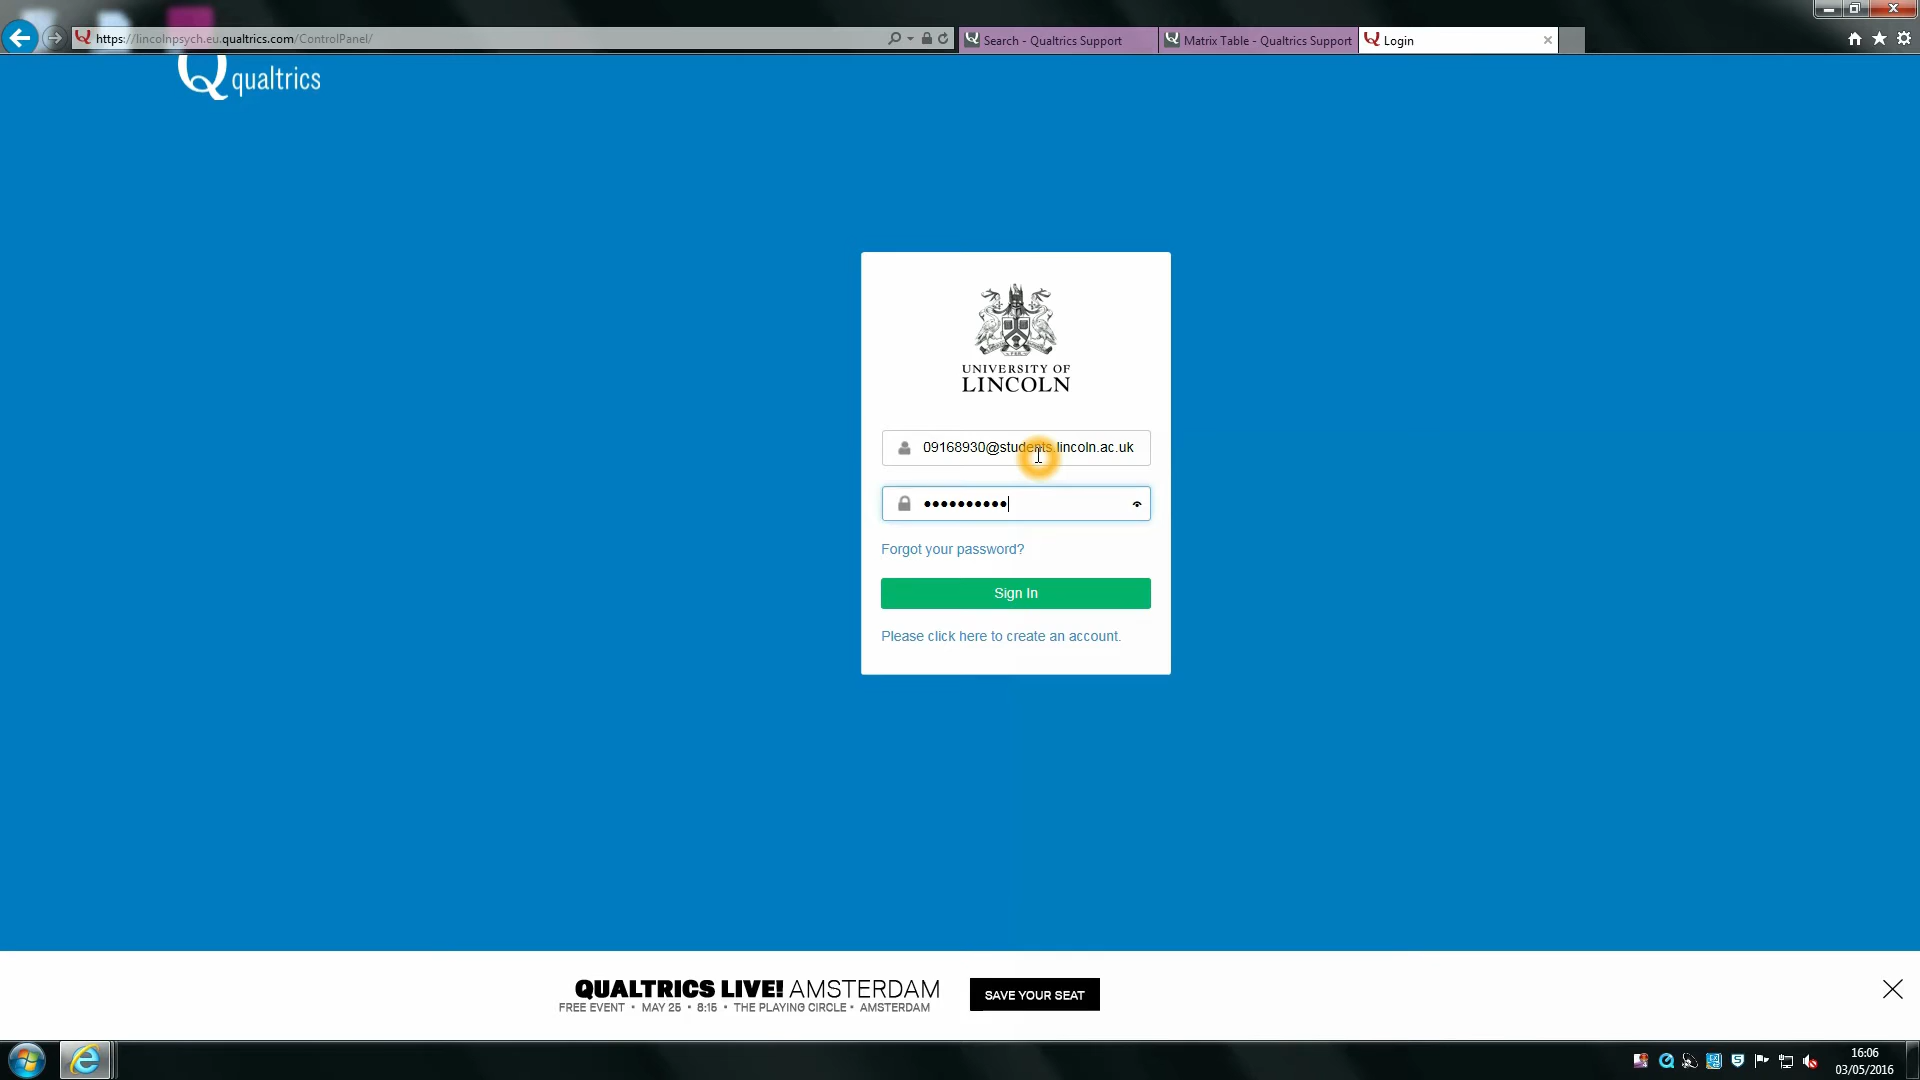 https://lincolnpsych.eu.qualtrics.com/ControlPanel/
Search - Qualtrics Support
Matrix Table - Qualtrics Support
Login
qualtrics
UNIVERSITY OF
LINCOLN
09168930@students.lincoln.ac.uk
••••••••••
Forgot your password?
Sign In
Please click here to create an account.
QUALTRICS LIVE! AMSTERDAM
FREE EVENT • MAY 25 • 8:15 • THE PLAYING CIRCLE • AMSTERDAM
SAVE YOUR SEAT
16:06
03/05/2016